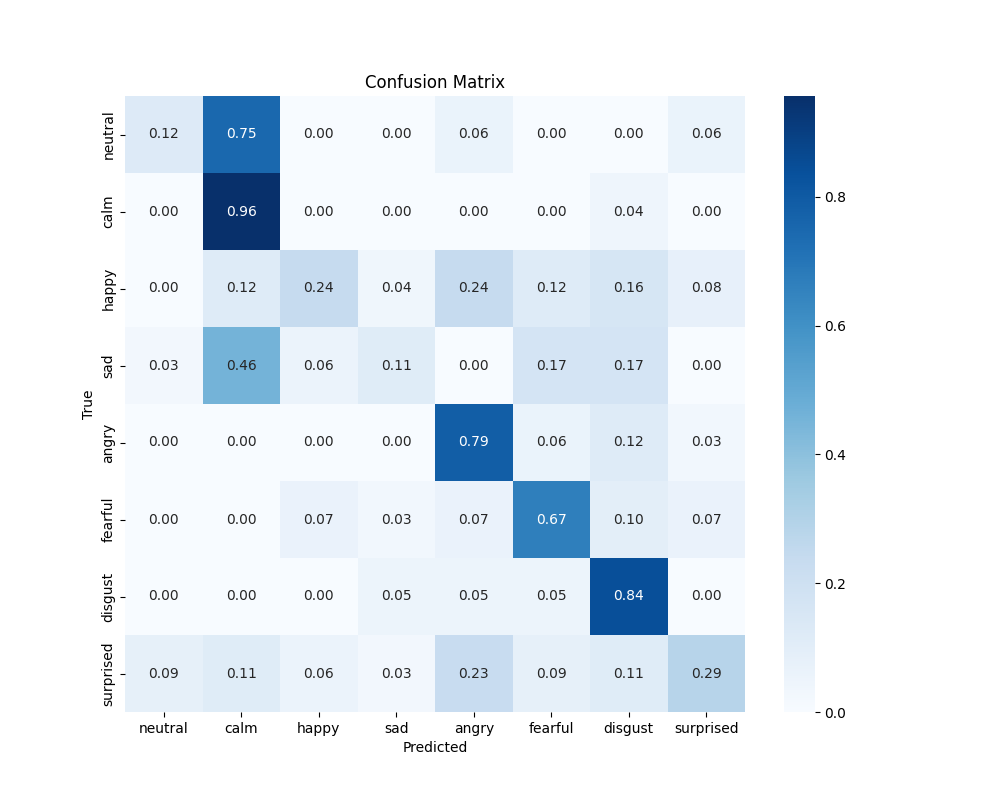 Confusion Matrix
neutral 0.12 0.75 0.00 0.00 0.06 0.00 0.00 0.06
calm 0.00 0.96 0.00 0.00 0.00 0.00 0.04 0.00
0.8
happy 0.00 0.12 0.24 0.04 0.24 0.12 0.16 0.08
0.6
sad 0.03 0.46 0.06 0.11 0.00 0.17 0.17 0.00
True
angry 0.00 0.00 0.00 0.00 0.79 0.06 0.12 0.03
0.4
fearful 0.00 0.00 0.07 0.03 0.07 0.67 0.10 0.07
0.2
disgust 0.00 0.00 0.00 0.05 0.05 0.05 0.84 0.00
surprised 0.09 0.11 0.06 0.03 0.23 0.09 0.11 0.29
0.0
neutral calm happy sad angry fearful disgust surprised
Predicted